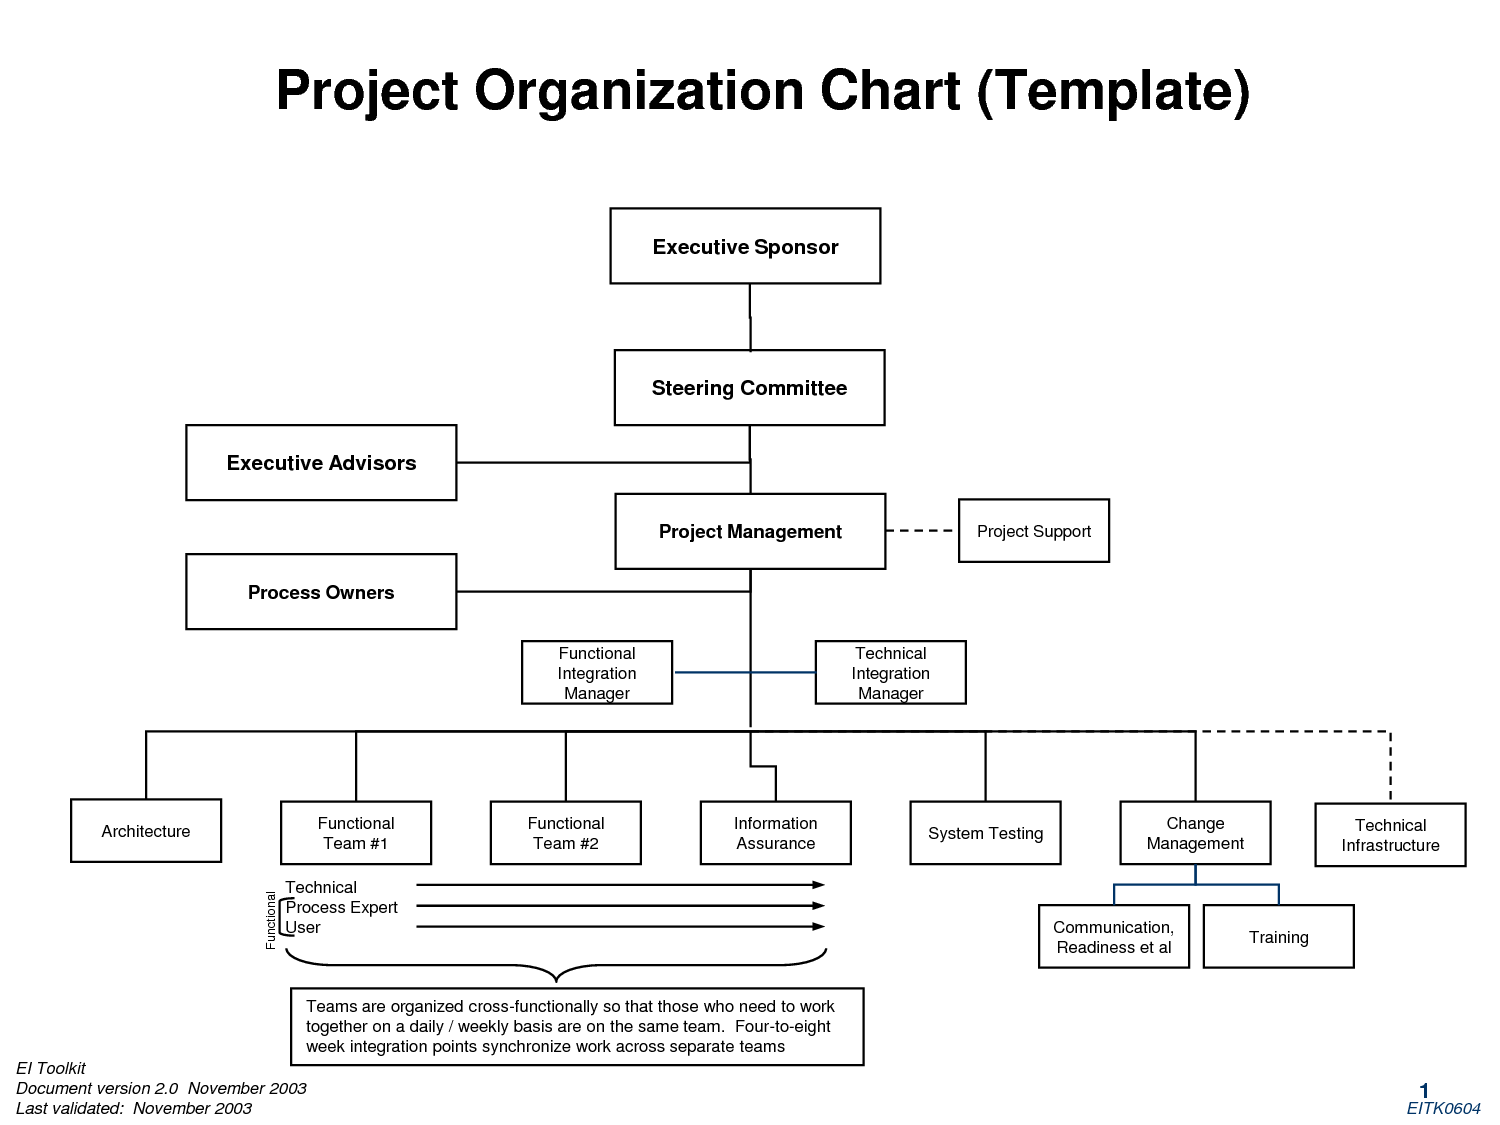 Project Organization Chart (Template)
Executive Sponsor
Steering Committee
Executive Advisors
Project Management
Project Support
Process Owners
Functional
Integration
Manager
Technical
Integration
Manager
Architecture
Functional
Team #1
Functional
Team #2
Information
Assurance
System Testing
Change
Management
Technical
Infrastructure
Functional
Technical
Process Expert
User
Communication,
Readiness et al
Training
Teams are organized cross-functionally so that those who need to work
together on a daily / weekly basis are on the same team.  Four-to-eight
week integration points synchronize work across separate teams
EI Toolkit
Document version 2.0  November 2003
Last validated:  November 2003
1
EITK0604